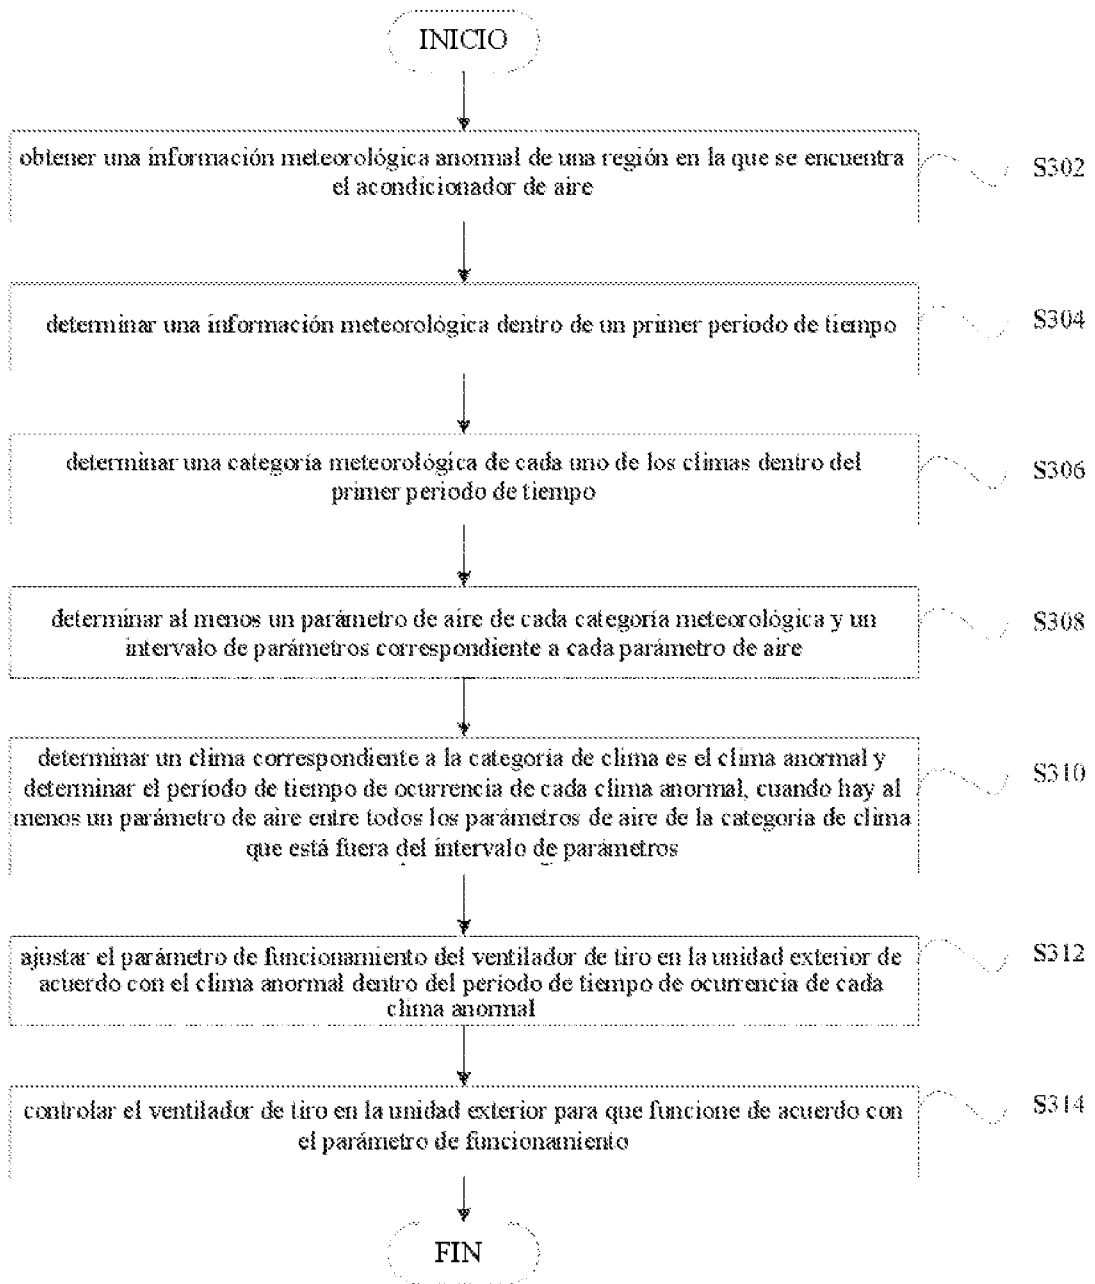 INICIO
obtener una información meteorológica anormal de una región en la que se encuentra
el acondicionador de aire
S302
determinar una información meteorológica dentro de un primer periodo de tiempo
S304
determinar una categoría meteorológica de cada uno de los climas dentro del
primer periodo de tiempo
S306
determinar al menos un parámetro de aire de cada categoría meteorológica y un
intervalo de parámetros correspondiente a cada parámetro de aire
S308
determinar un clima correspondiente a la categoría de clima es el clima anormal y
determinar el período de tiempo de ocurrencia de cada clima anormal, cuando hay al
menos un parámetro de aire entre todos los parámetros de aire de la categoría de clima
que está fuera del intervalo de parámetros
S310
ajustar el parámetro de funcionamiento del ventilador de tiro en la unidad exterior de
acuerdo con el clima anormal dentro del período de tiempo de ocurrencia de cada
clima anormal
S312
controlar el ventilador de tiro en la unidad exterior para que funcione de acuerdo con
el parámetro de funcionamiento
S314
FIN